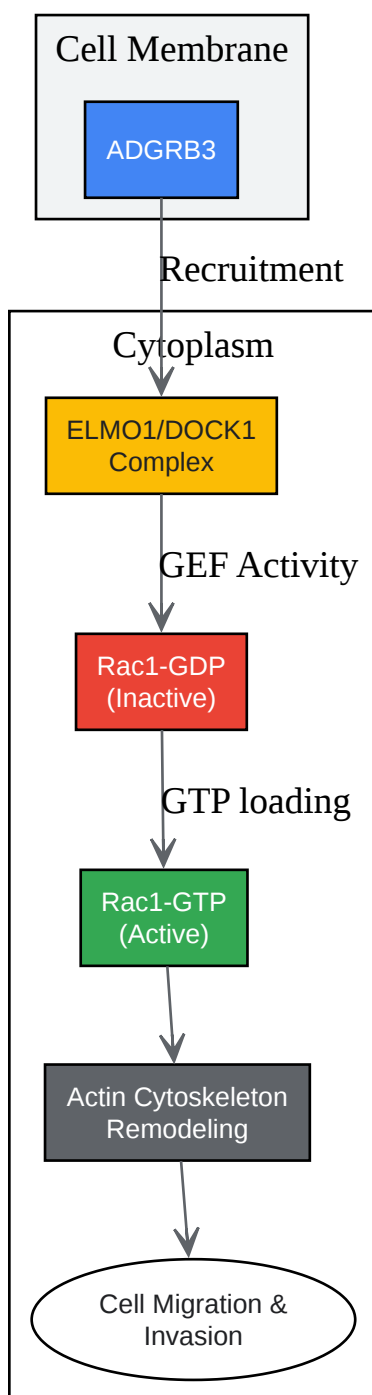 Cell Membrane
ADGRB3
Recruitment
Cytoplasm
ELMO1/DOCK1
Complex
GEF Activity
Rac1-GDP
(Inactive)
GTP loading
Rac1-GTP
(Active)
Actin Cytoskeleton
Remodeling
Cell Migration &
Invasion